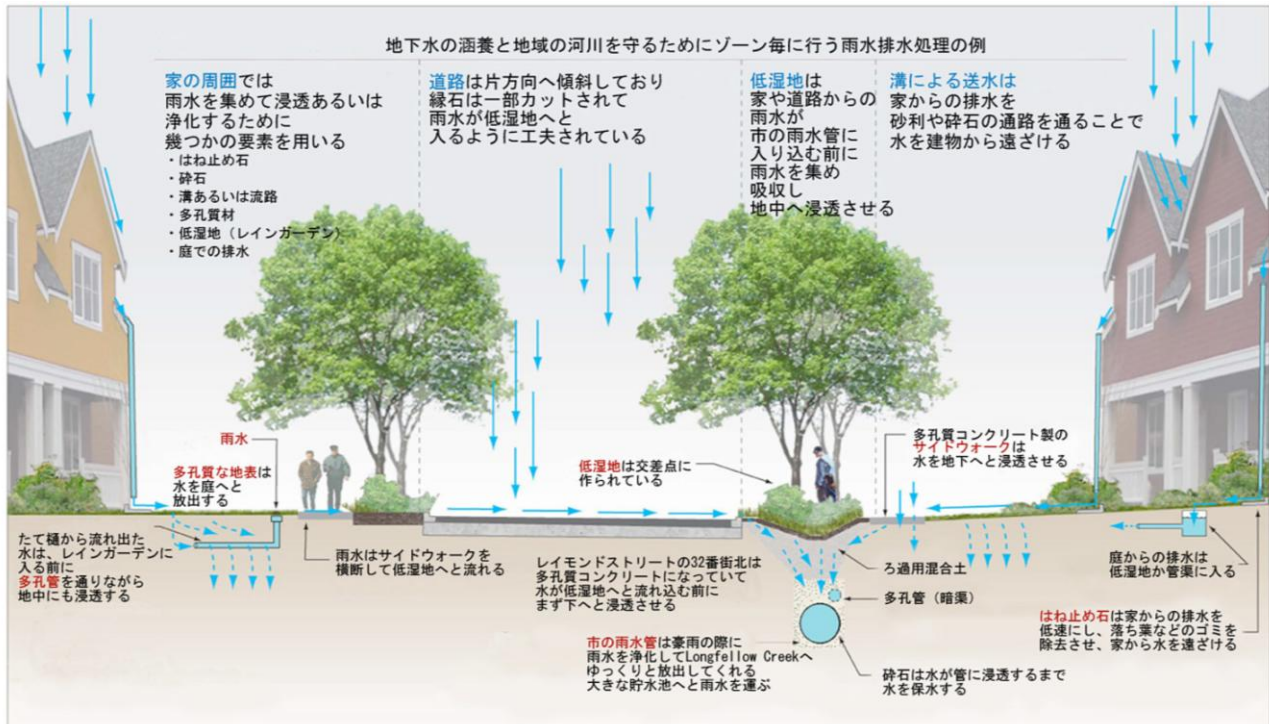 地下水の涵養と地域の河川を守るためにゾーン毎に行う雨水排水処理の例
家の周囲では
雨水を集めて浸透あるいは
浄化するために
幾つかの要素を用いる
・はね止め石
・砕石
・溝あるいは流路
・多孔質材
・低湿地（レインガーデン）
・庭での排水
道路は片方向へ傾斜しており
縁石は一部カットされて
雨水が低湿地へと
入るように工夫されている
低湿地は
家や道路からの
雨水が
市の雨水管に
入り込む前に
雨水を集め
吸収し
地中へ浸透させる
溝による送水は
家からの排水を
砂利や砕石の通路を通ることで
水を建物から遠ざける
雨水
多孔質な地表は
水を庭へと
放出する
たて樋から流れ出た
水は、レインガーデンに
入る前に
多孔管を通りながら
地中にも浸透する
雨水はサイドウォークを
横断して低湿地へと流れる
低湿地は交差点に
作られている
レイモンドストリートの32番街北は
多孔質コンクリートになっていて
水が低湿地へと流れ込む前に
まず下へと浸透させる
市の雨水管は豪雨の際に
雨水を浄化してLongfellow Creekへ
ゆっくりと放出してくれる
大きな貯水池へと雨水を運ぶ
多孔質コンクリート製の
サイドウォークは
水を地下へと浸透させる
ろ過用混合土
多孔管（暗渠）
砕石は水が管に浸透するまで
水を保水する
庭からの排水は
低湿地か管渠に入る
はね止め石は家からの排水を
低速にし、落ち葉などのゴミを
除去させ、家から水を遠ざける